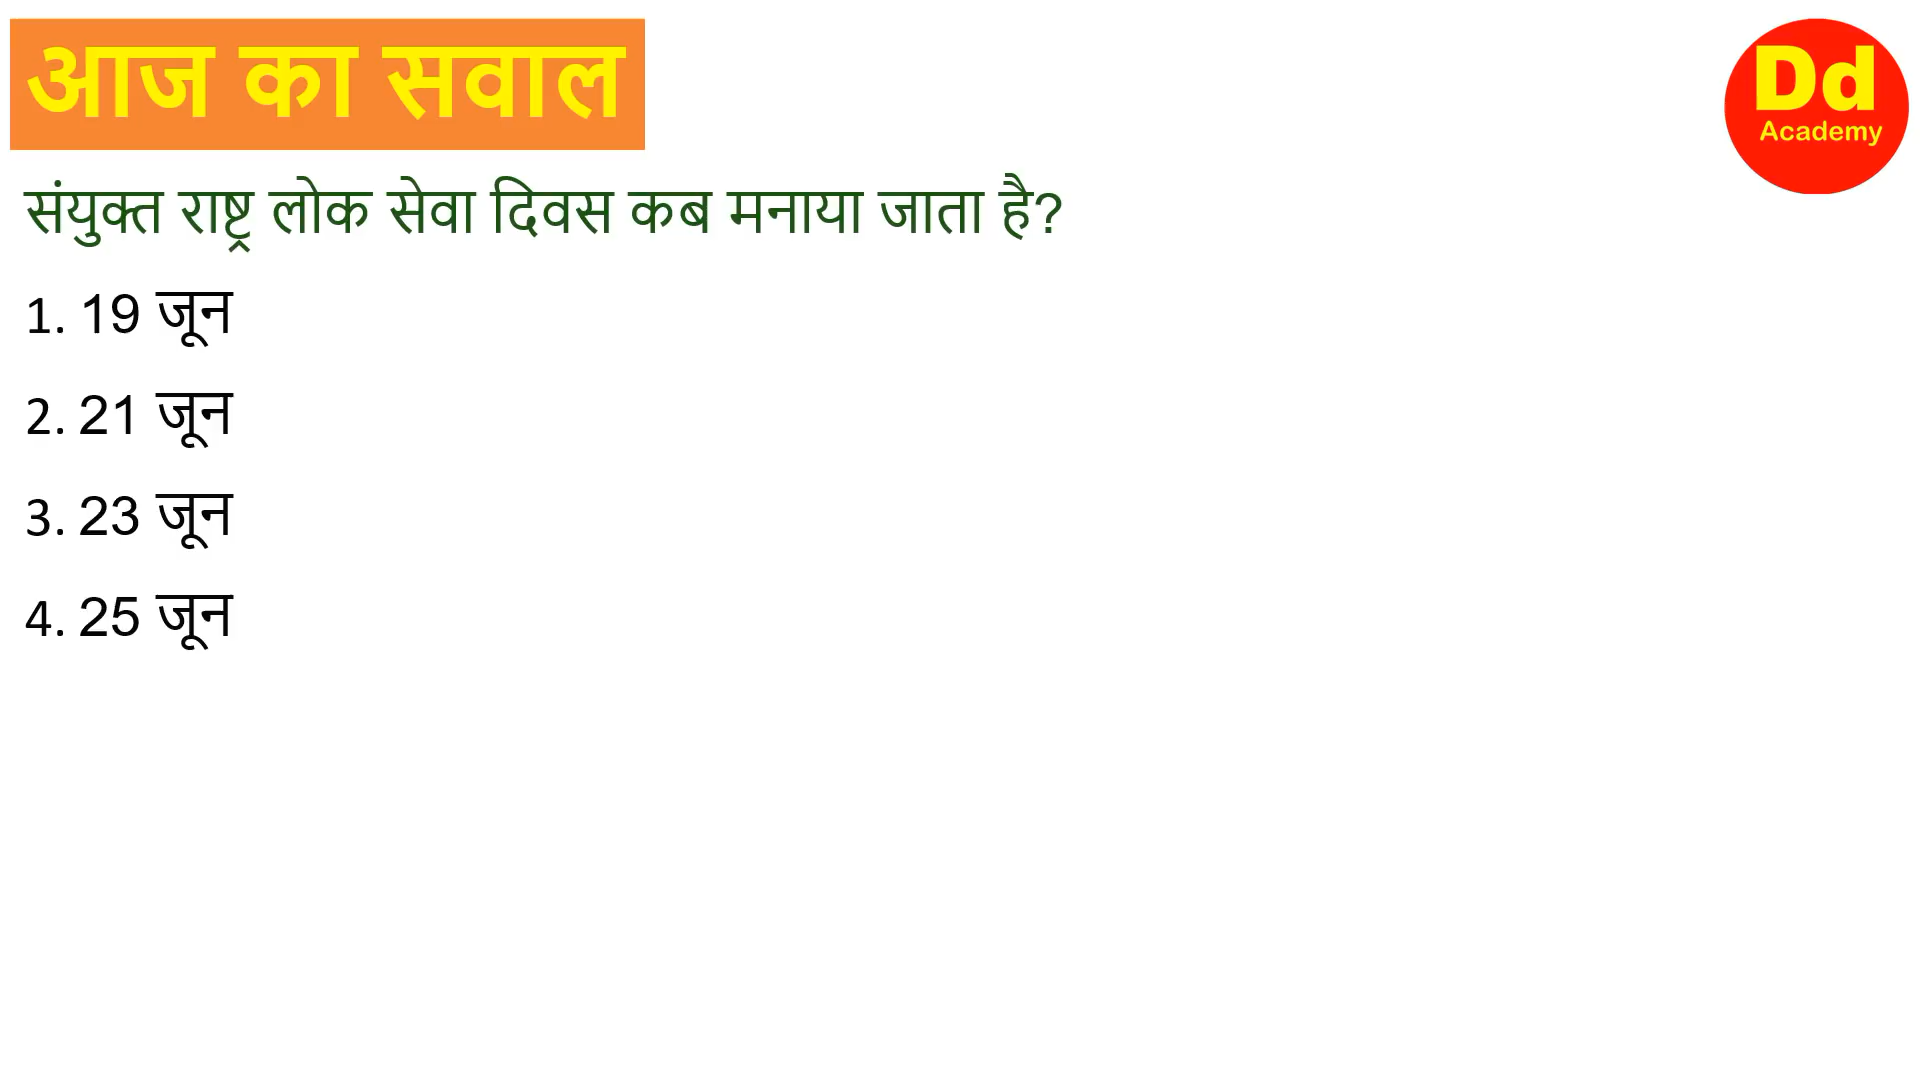 आज का सवाल
Dd
Academy
संयुक्त राष्ट्र लोक सेवा दिवस कब मनाया जाता है?
1. 19 जून
2. 21 जून
3. 23 जून
4. 25 जून